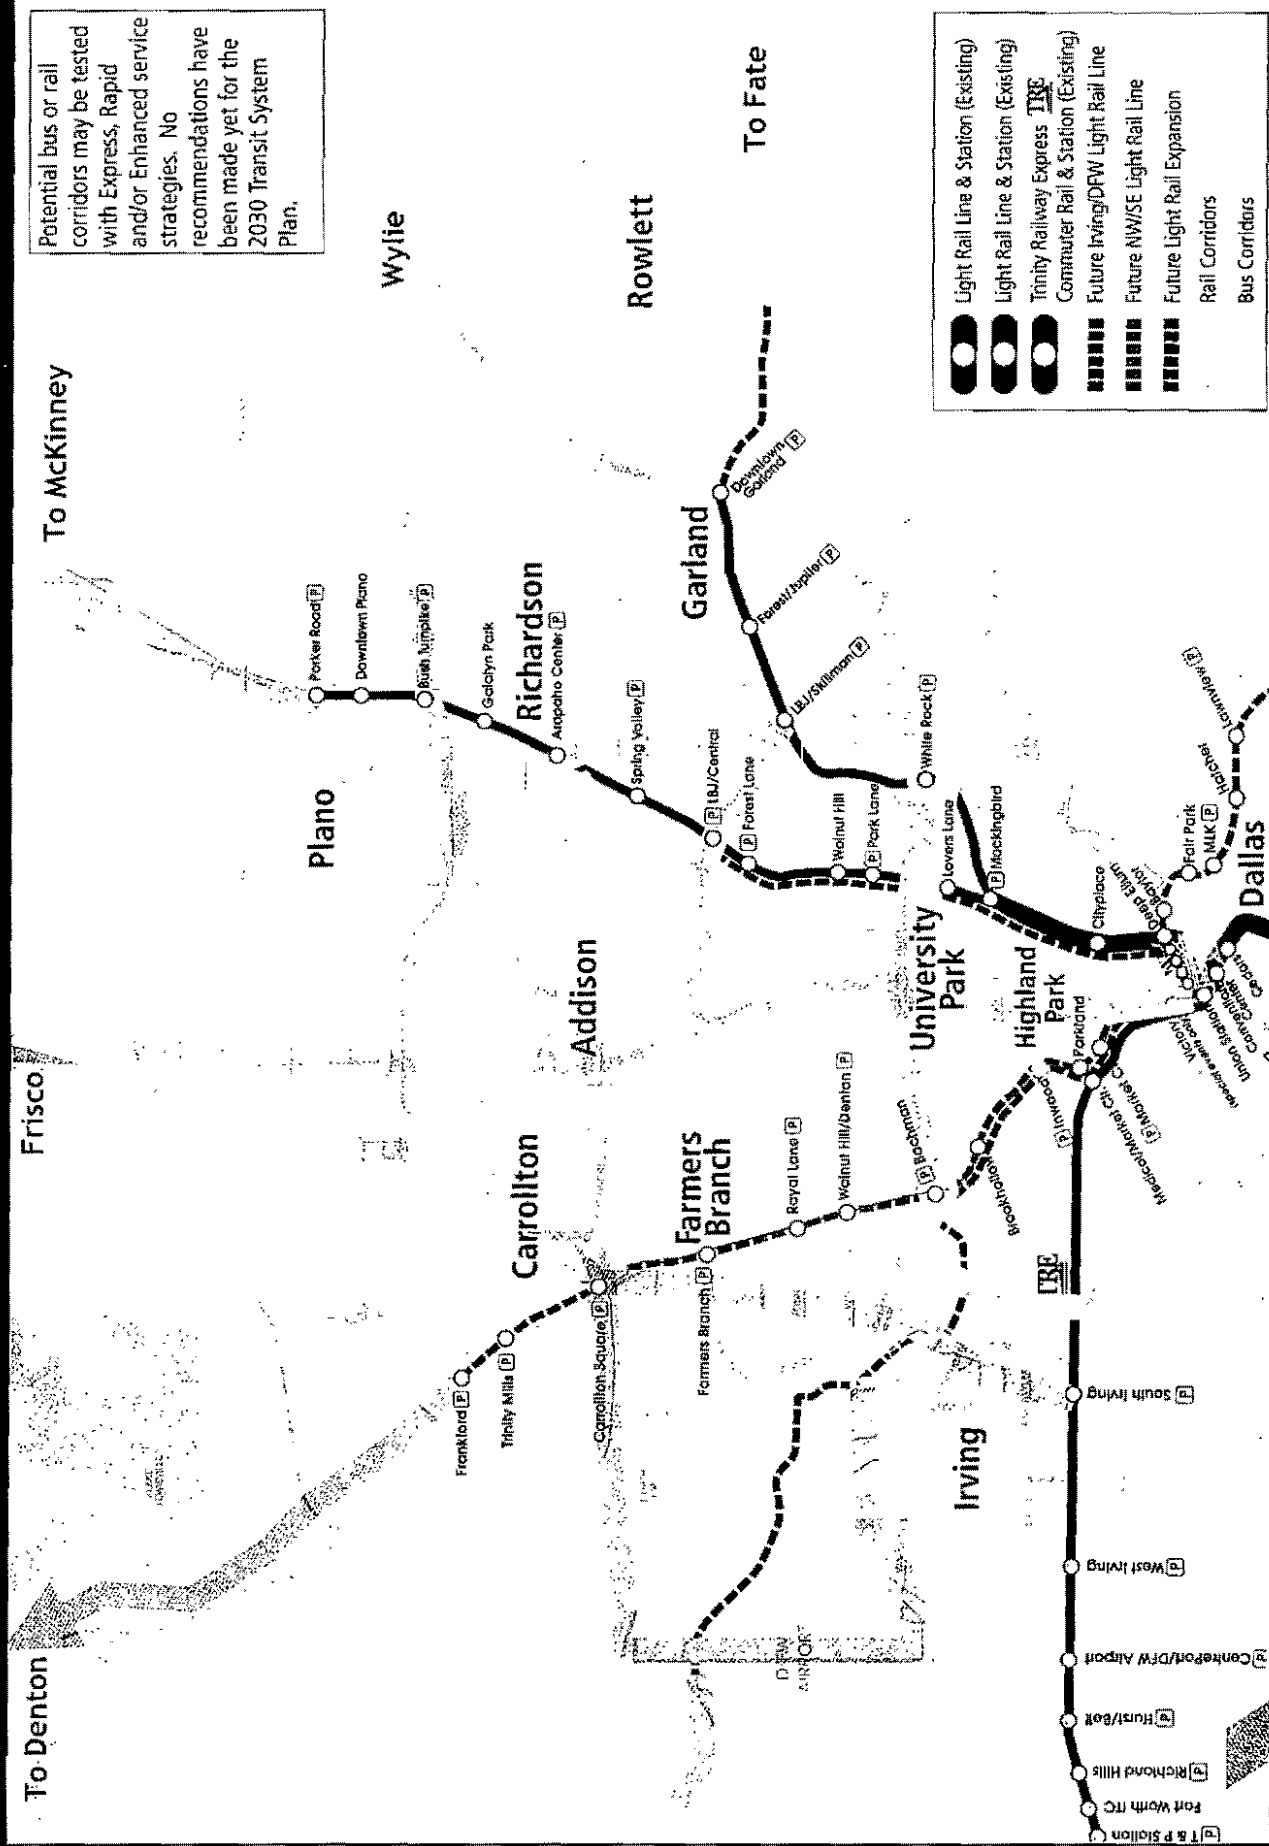 Potential bus or rail
corridors may be tested
with Express, Rapid
and/or Enhanced service
strategies. No
recommendations have
been made yet for the
2030 Transit System
Plan.
To Denton
Frisco
To McKinney
Wylie
Rowlett
To Fate
Parker Road P
Downtown Plano
Bush Turnpike P
Galatyn Park
Richardson
Arapaho Center P
Plano
Spring Valley P
P LBJ/Central
P Forest Lane
Walnut Hill
P Park Lane
Lovers Lane
P Mockingbird
Cityplace
Garland
Downtown
Garland P
Forest/Jupiter P
LBJ/Skillman P
White Rock P
Addison
University
Park
Highland
Park
Carrollton
Farmers
Branch
Frankford P
Trinity Mills P
Carrollton Square P
Farmers Branch P
Royal Lane P
Walnut Hill/Denton P
P Bachman
Brookhollow
P Inwood
Parkland
Medical/Market Ctr.
P Market C
Victory
(special events only)
Union Station
Convention
Center
Cedars
Deep Ellum
Baylor
Fair Park
MLK P
Hatcher
Lawnview P
Dallas
Irving
TRE
DFW
AIRPORT
South Irving
P
West Irving
P
CentrePort/DFW Airport
P
Hurst/Bell P
Richland Hills P
Fort Worth ITC
T & P Station
P
Light Rail Line & Station (Existing)
Light Rail Line & Station (Existing)
Trinity Railway Express TRE
Commuter Rail & Station (Existing)
Future Irving/DFW Light Rail Line
Future NW/SE Light Rail Line
Future Light Rail Expansion
Rail Corridors
Bus Corridors